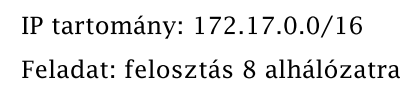 IP tartomány: 172.17.0.0/16
Feladat: felosztás 8 alhálózatra